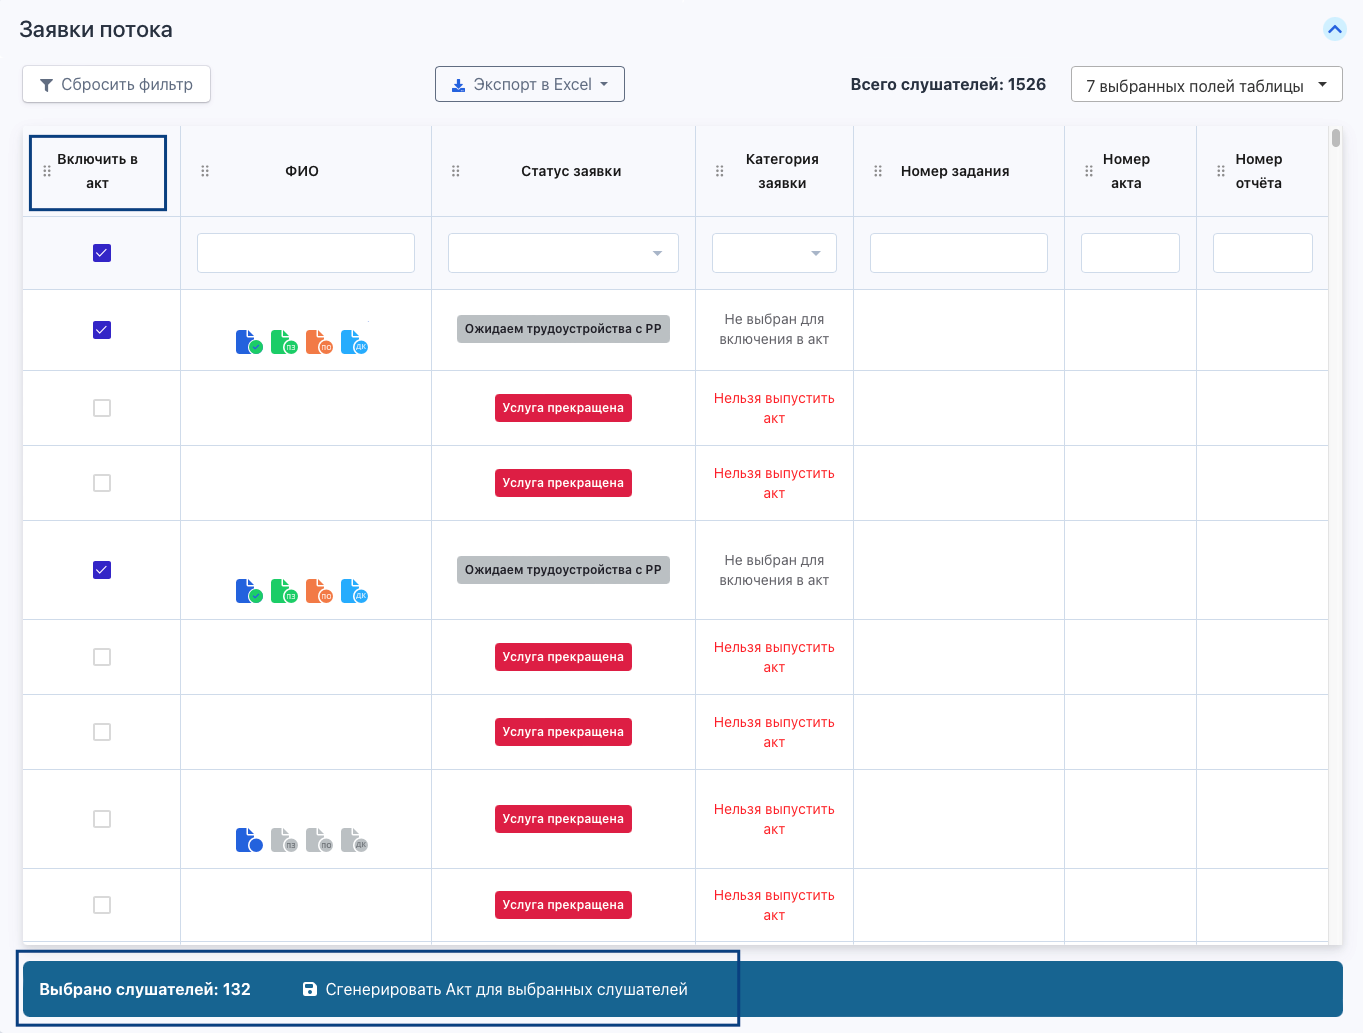 Заявки потока
Сбросить фильтр
Экспорт в Excel
Всего слушателей: 1526
7 выбранных полей таблицы
Включить в
акт
ФИО
Статус заявки
Категория
заявки
Номер задания
Номер
акта
Номер
отчёта
ПЗ
ПО
ДК
Ожидаем трудоустройства с РР
Не выбран для
включения в акт
Услуга прекращена
Нельзя выпустить
акт
Услуга прекращена
Нельзя выпустить
акт
ПЗ
ПО
ДК
Ожидаем трудоустройства с РР
Не выбран для
включения в акт
Услуга прекращена
Нельзя выпустить
акт
Услуга прекращена
Нельзя выпустить
акт
ПЗ
ПО
ДК
Услуга прекращена
Нельзя выпустить
акт
Услуга прекращена
Нельзя выпустить
акт
Выбрано слушателей: 132
Сгенерировать Акт для выбранных слушателей